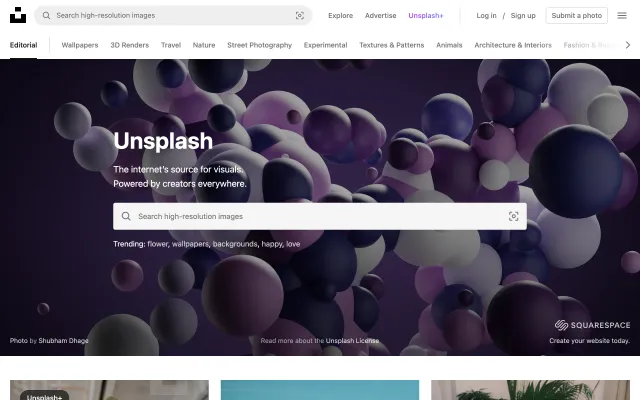 Search high-resolution images
Explore
Advertise
Unsplash+
Log in / Sign up
Submit a photo
Editorial
Wallpapers
3D Renders
Travel
Nature
Street Photography
Experimental
Textures & Patterns
Animals
Architecture & Interiors
Fashion &
Unsplash
The internet's source for visuals.
Powered by creators everywhere.
Search high-resolution images
Trending: flower, wallpapers, backgrounds, happy, love
SQUARESPACE
Photo by Shubham Dhage
Read more about the Unsplash License
Create your website today.
Unsplash+